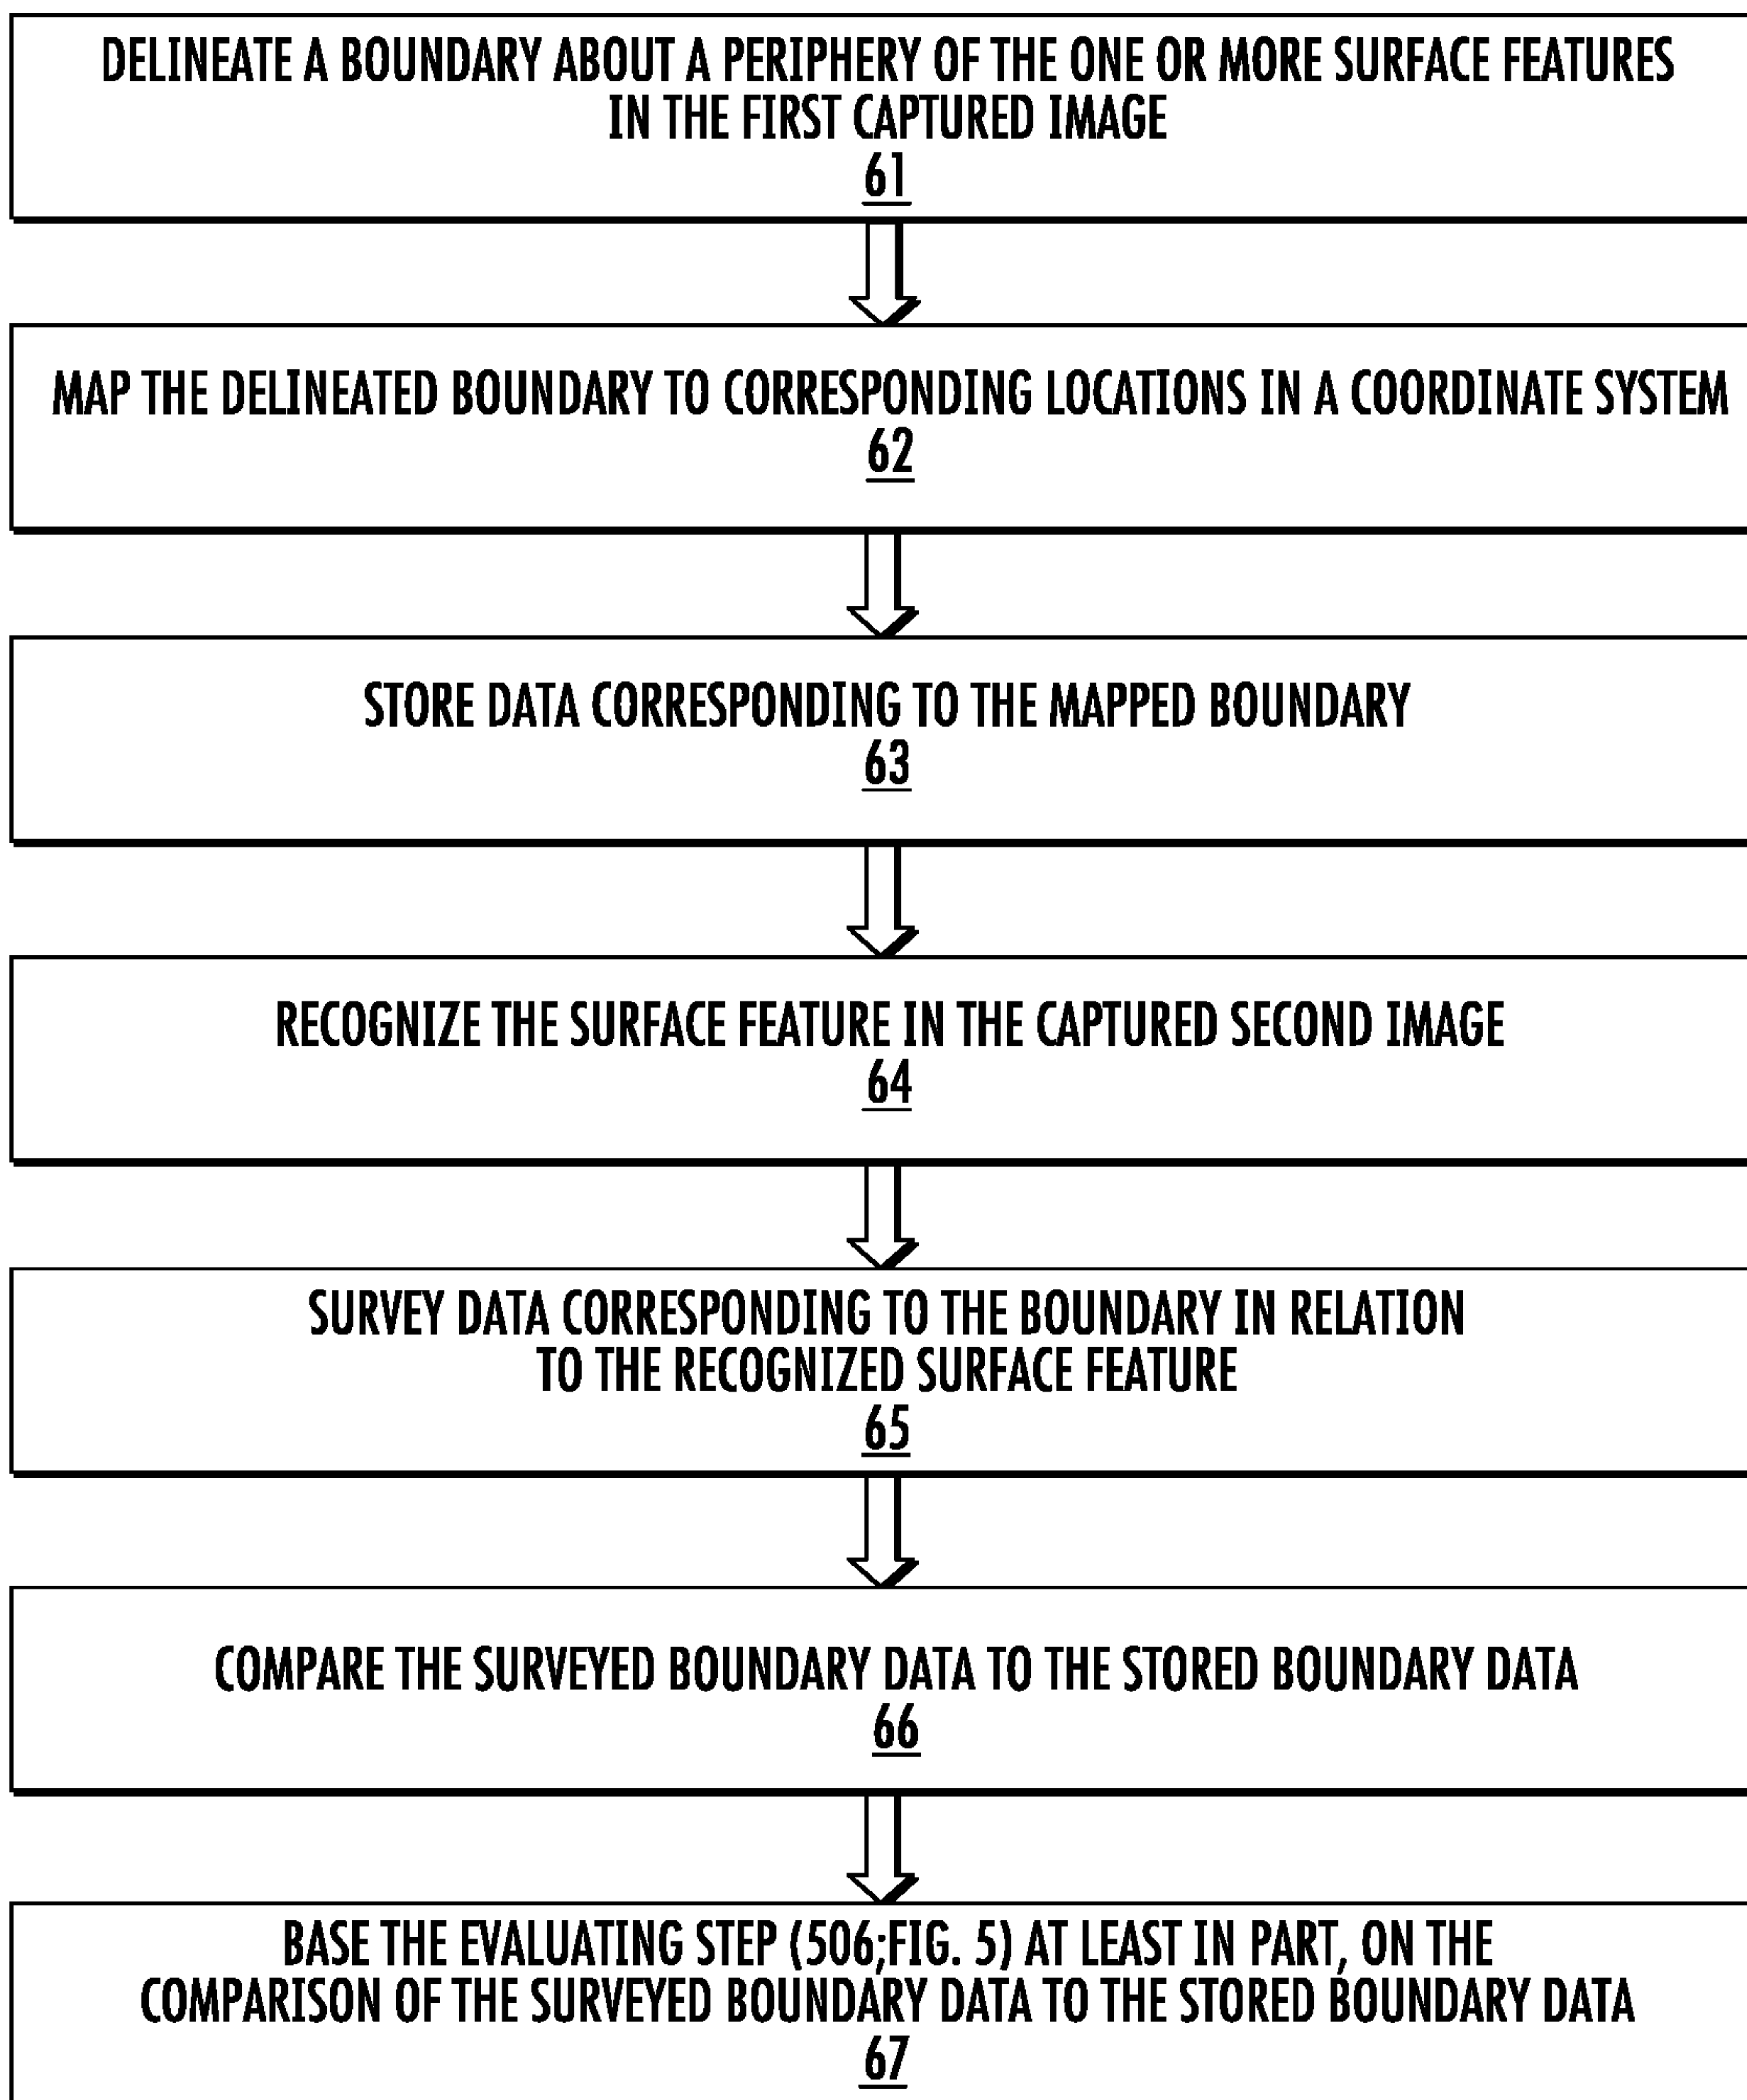 DELINEATE A BOUNDARY ABOUT A PERIPHERY OF THE ONE OR MORE SURFACE FEATURES
IN THE FIRST CAPTURED IMAGE
61
MAP THE DELINEATED BOUNDARY TO CORRESPONDING LOCATIONS IN A COORDINATE SYSTEM
62
STORE DATA CORRESPONDING TO THE MAPPED BOUNDARY
63
RECOGNIZE THE SURFACE FEATURE IN THE CAPTURED SECOND IMAGE
64
SURVEY DATA CORRESPONDING TO THE BOUNDARY IN RELATION
TO THE RECOGNIZED SURFACE FEATURE
65
COMPARE THE SURVEYED BOUNDARY DATA TO THE STORED BOUNDARY DATA
66
BASE THE EVALUATING STEP (506;FIG. 5) AT LEAST IN PART, ON THE
COMPARISON OF THE SURVEYED BOUNDARY DATA TO THE STORED BOUNDARY DATA
67